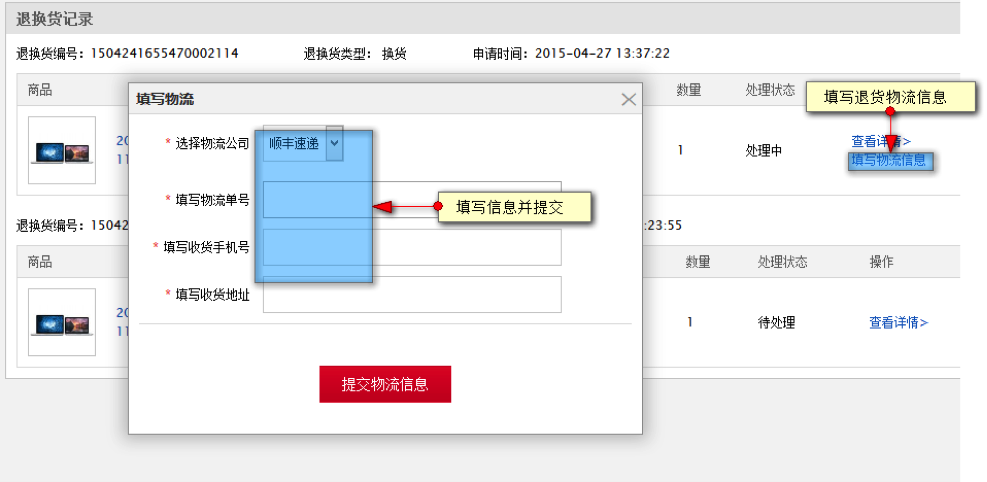 退换货记录
退换货编号：1504241655470002114 退换货类型： 换货 申请时间：2015-04-27 13:37:22
商品 数量 处理状态
填写退货物流信息
填写物流
* 选择物流公司 顺丰速递
20
11
1 处理中 查看详情>
填写物流信息
* 填写物流单号
填写信息并提交
退换货编号：15042 :23:55
* 填写收货手机号
商品 数量 处理状态 操作
* 填写收货地址
20
11
1 待处理 查看详情>
提交物流信息